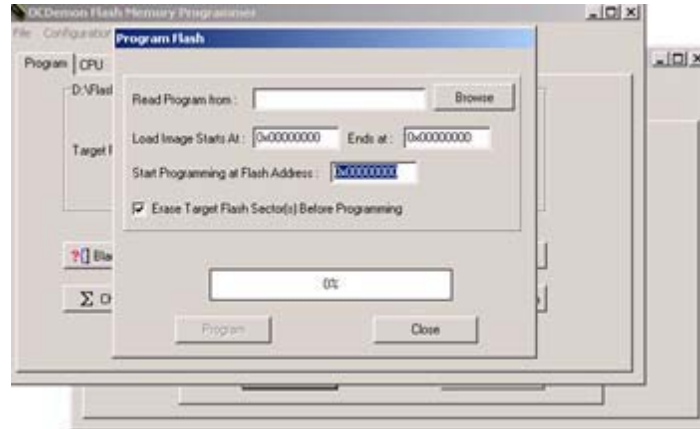 OCDemon Flash Memory Programmer
File Configuration
Program Flash
Program CPU
D:\Flas
Read Program from :
Browse
Load Image Starts At : 0x00000000 Ends at : 0x00000000
Target
Start Programming at Flash Address : 0x00000000
Erase Target Flash Sector(s) Before Programming
?[] Bla
0%
Σ
Program
Close